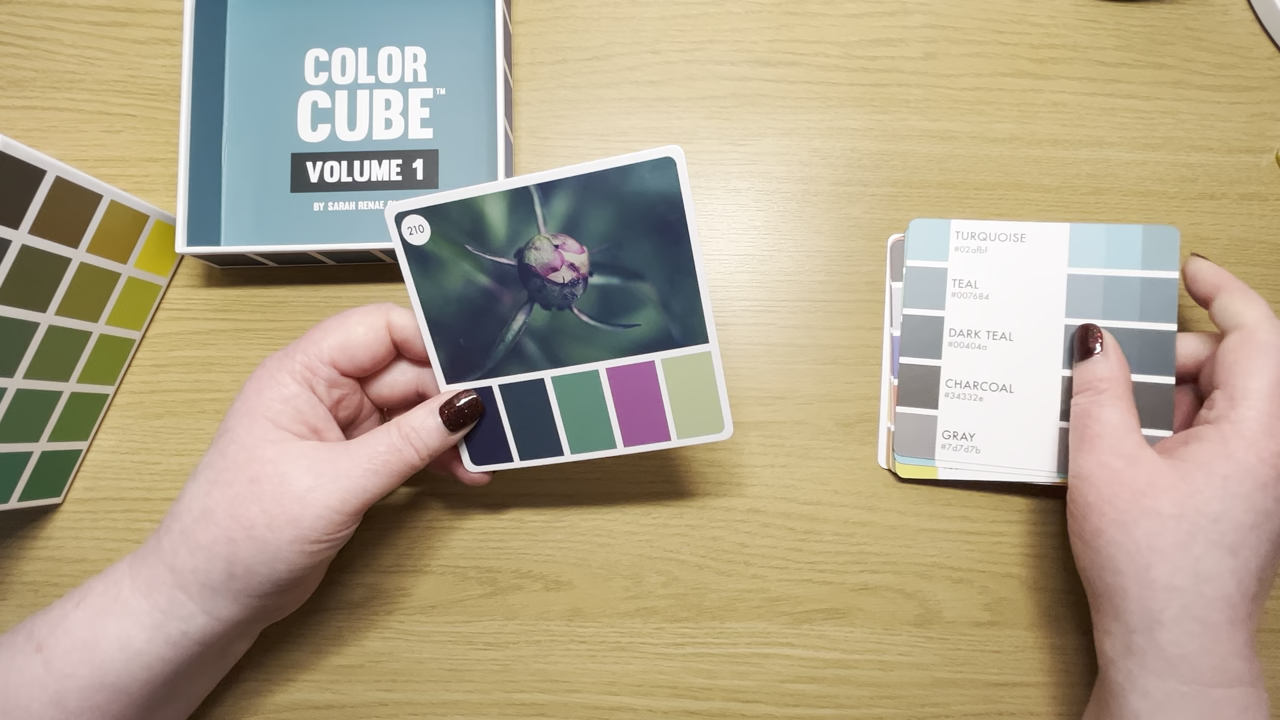 COLOR
CUBE™
VOLUME 1
BY SARAH RENAE
210
TURQUOISE
#02afbf
TEAL
#007684
DARK TEAL
#00404a
CHARCOAL
#34332e
GRAY
#7d7d7b